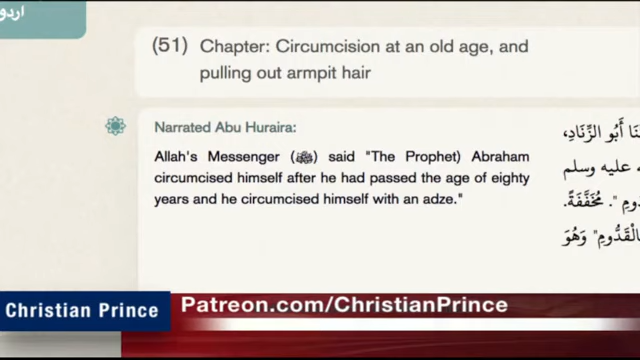 اردو
(51) Chapter: Circumcision at an old age, and
pulling out armpit hair
Narrated Abu Huraira:
Allah's Messenger (ﷺ) said "The Prophet) Abraham
circumcised himself after he had passed the age of eighty
years and he circumcised himself with an adze."
نَا أَبُو الزِّنَادِ،
ه عليه وسلم
دُومِ ". مُخَفَّفَةً.
الْقَدُّومِ " وَهْوَ
Christian Prince
Patreon.com/ChristianPrince